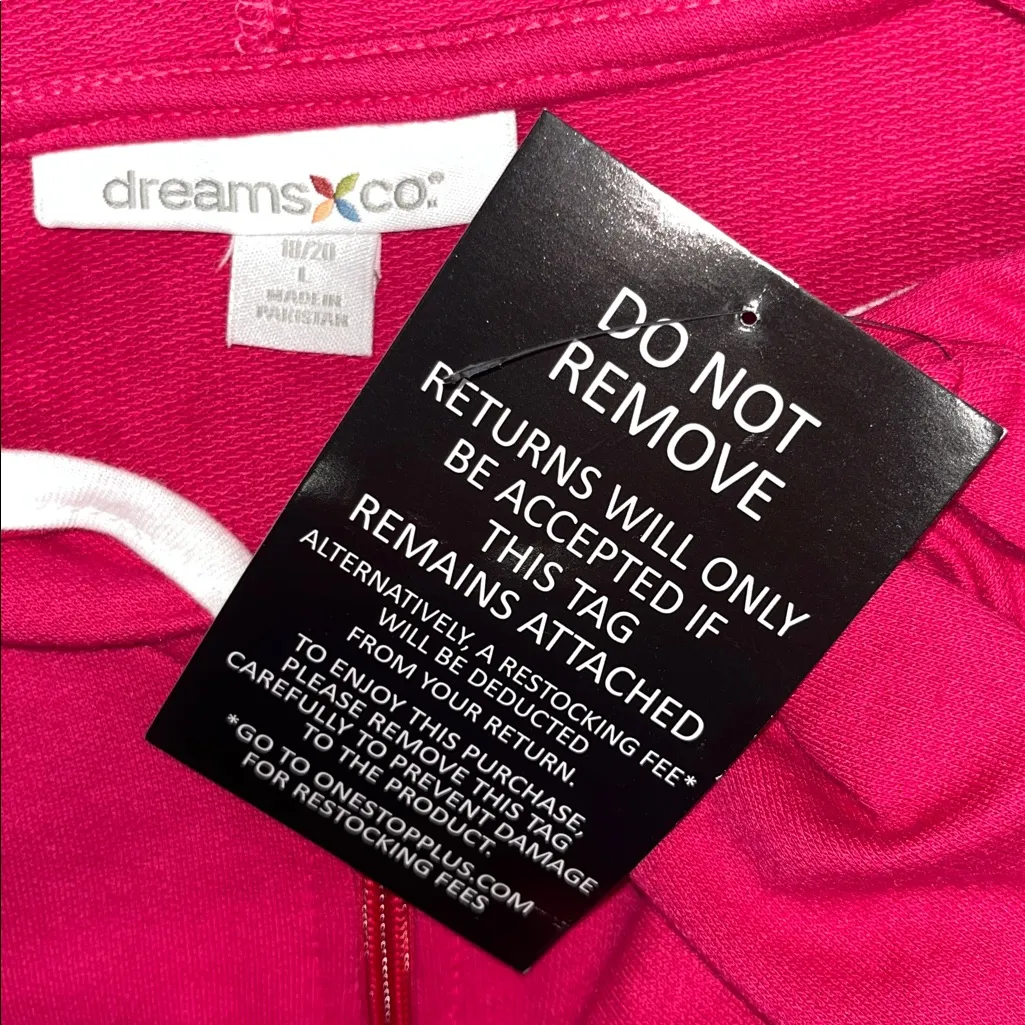 dreams co.®
18/20
L
MADE IN
PAKISTAN
DO NOT
REMOVE
RETURNS WILL ONLY
BE ACCEPTED IF
THIS TAG
REMAINS ATTACHED
ALTERNATIVELY, A RESTOCKING FEE*
WILL BE DEDUCTED
FROM YOUR RETURN.
TO ENJOY THIS PURCHASE,
PLEASE REMOVE THIS TAG
CAREFULLY TO PREVENT DAMAGE
TO THE PRODUCT.
*GO TO ONESTOPPLUS.COM
FOR RESTOCKING FEES